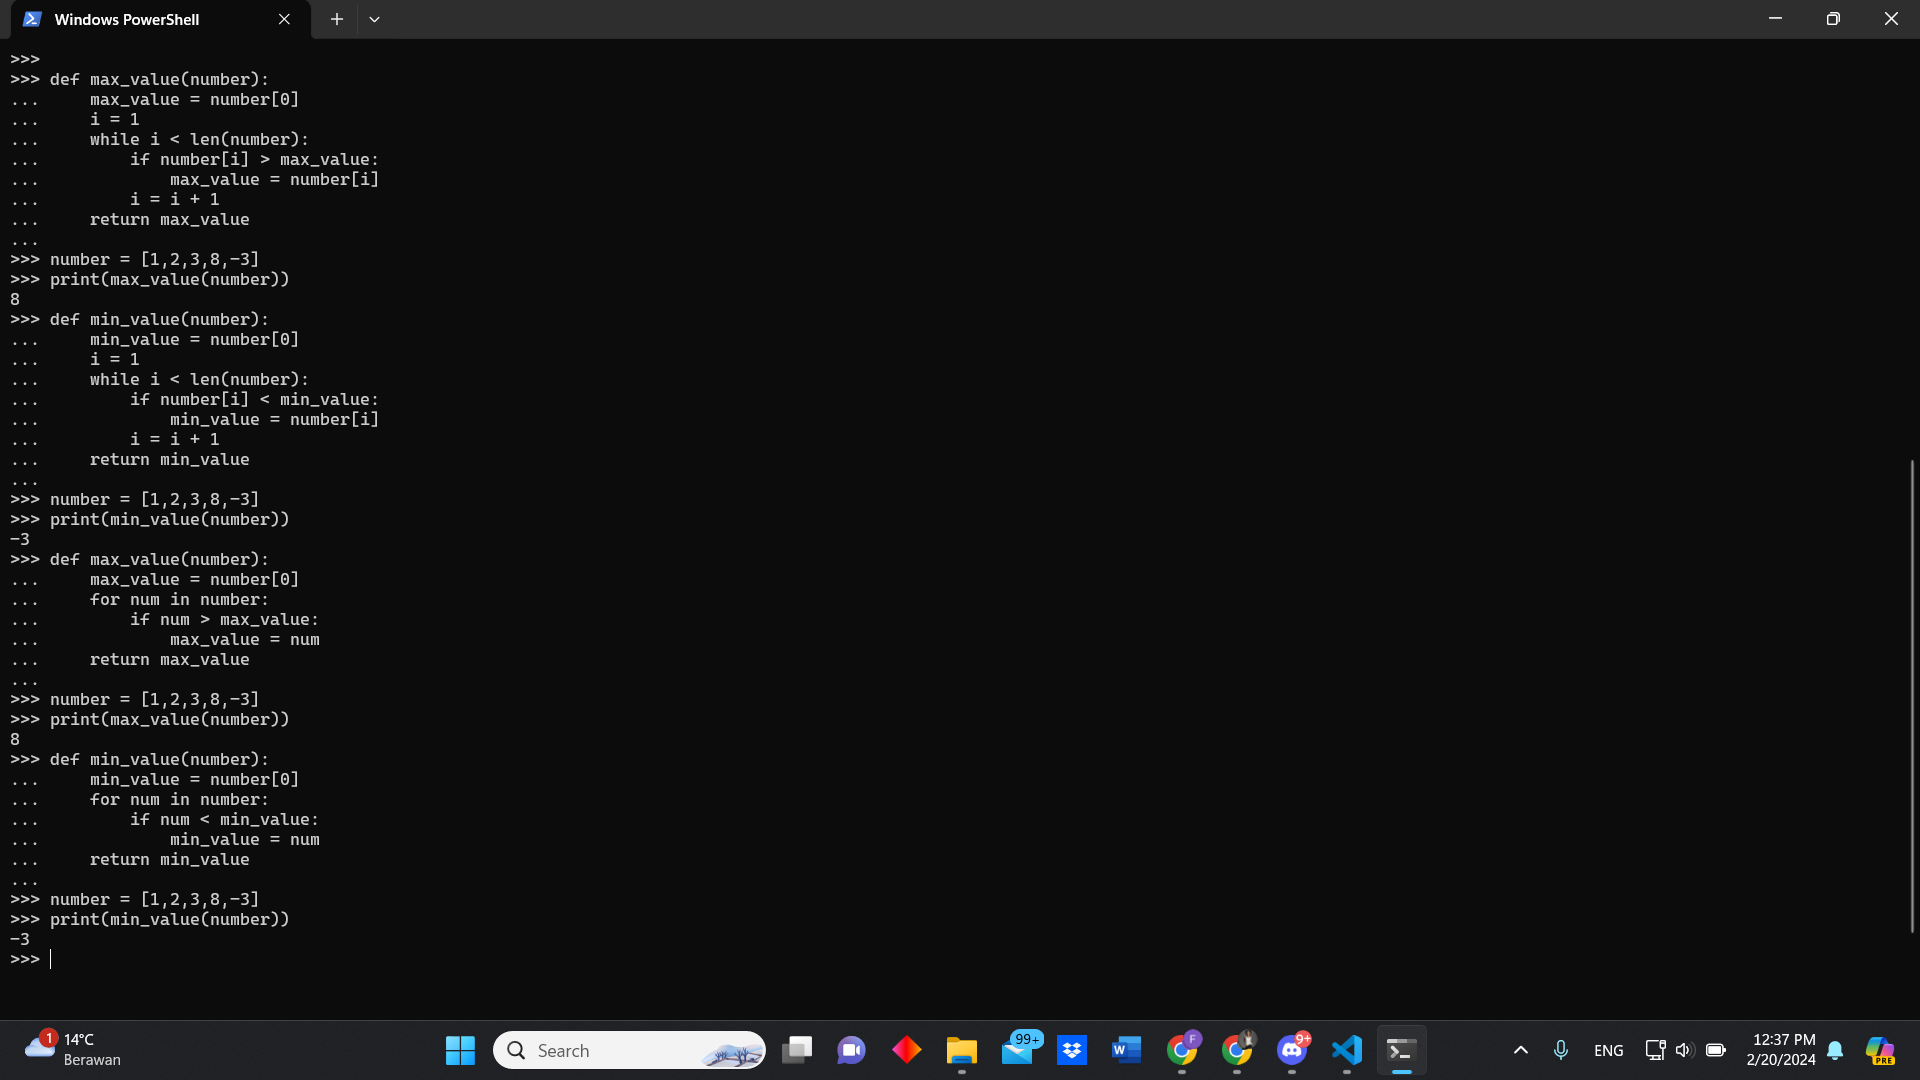 Windows PowerShell
>>>
>>> def max_value(number):
...     max_value = number[0]
...     i = 1
...     while i < len(number):
...         if number[i] > max_value:
...             max_value = number[i]
...         i = i + 1
...     return max_value
...
>>> number = [1,2,3,8,-3]
>>> print(max_value(number))
8
>>> def min_value(number):
...     min_value = number[0]
...     i = 1
...     while i < len(number):
...         if number[i] < min_value:
...             min_value = number[i]
...         i = i + 1
...     return min_value
...
>>> number = [1,2,3,8,-3]
>>> print(min_value(number))
-3
>>> def max_value(number):
...     max_value = number[0]
...     for num in number:
...         if num > max_value:
...             max_value = num
...     return max_value
...
>>> number = [1,2,3,8,-3]
>>> print(max_value(number))
8
>>> def min_value(number):
...     min_value = number[0]
...     for num in number:
...         if num < min_value:
...             min_value = num
...     return min_value
...
>>> number = [1,2,3,8,-3]
>>> print(min_value(number))
-3
>>>
1
14°C
Berawan
Search
99+
W
F
9+
ENG
12:37 PM
2/20/2024
PRE